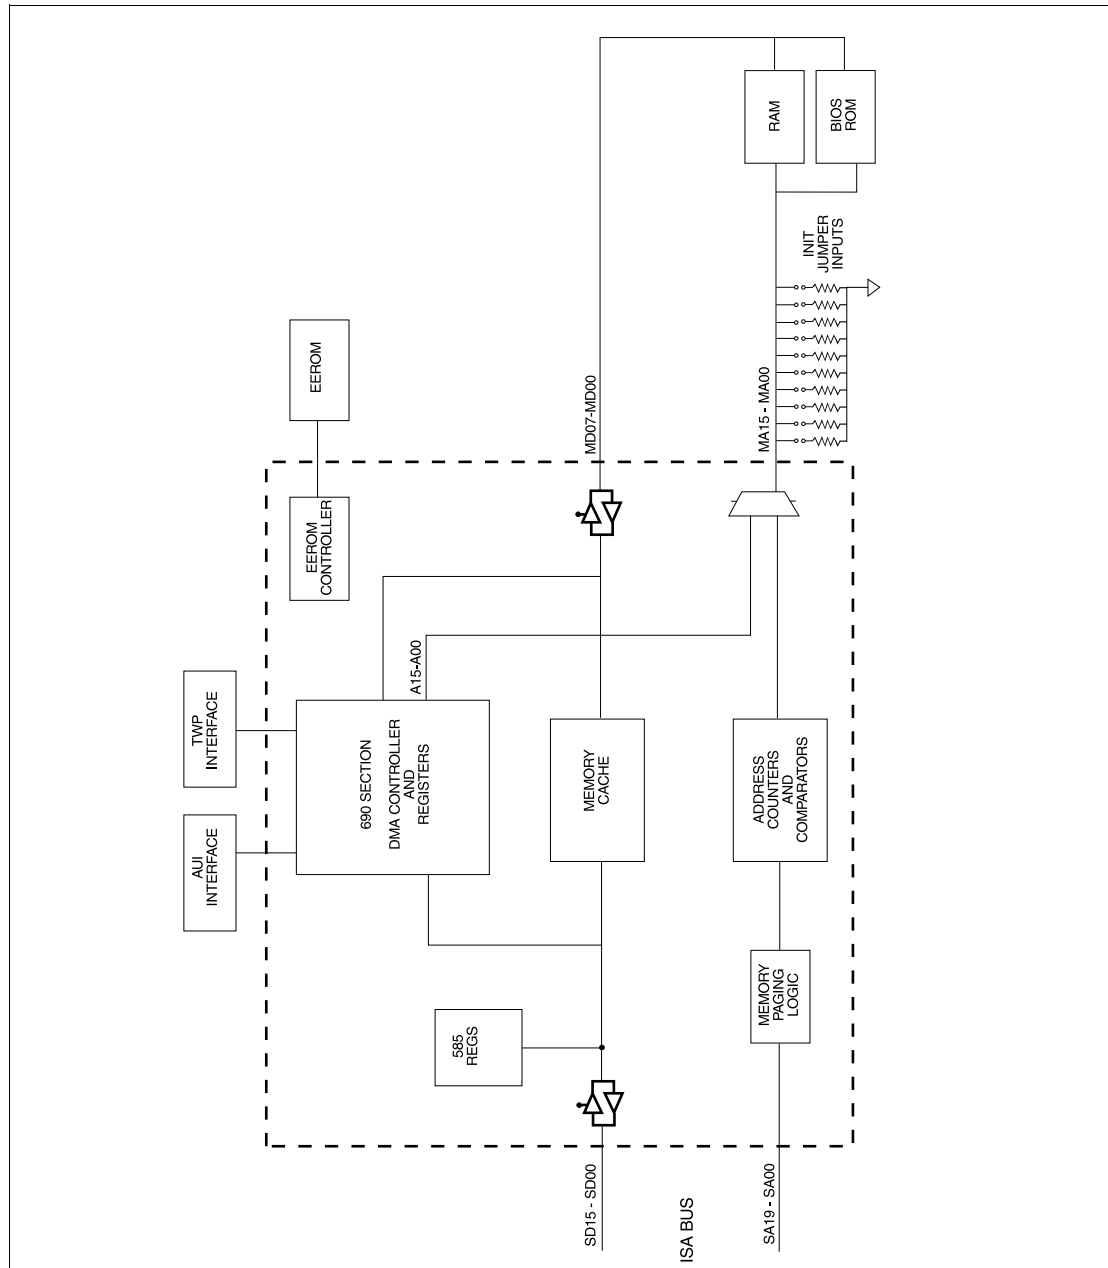 RAM
BIOS
ROM
INIT
JUMPER
INPUTS
EEROM
MD07-MD00
MA15 - MA00
EEROM
CONTROLLER
A15-A00
TWP
INTERFACE
AUI
INTERFACE
690 SECTION
DMA CONTROLLER
AND
REGISTERS
MEMORY
CACHE
ADDRESS
COUNTERS
AND
COMPARATORS
585
REGS
MEMORY
PAGING
LOGIC
SD15 - SD00
ISA BUS
SA19 - SA00